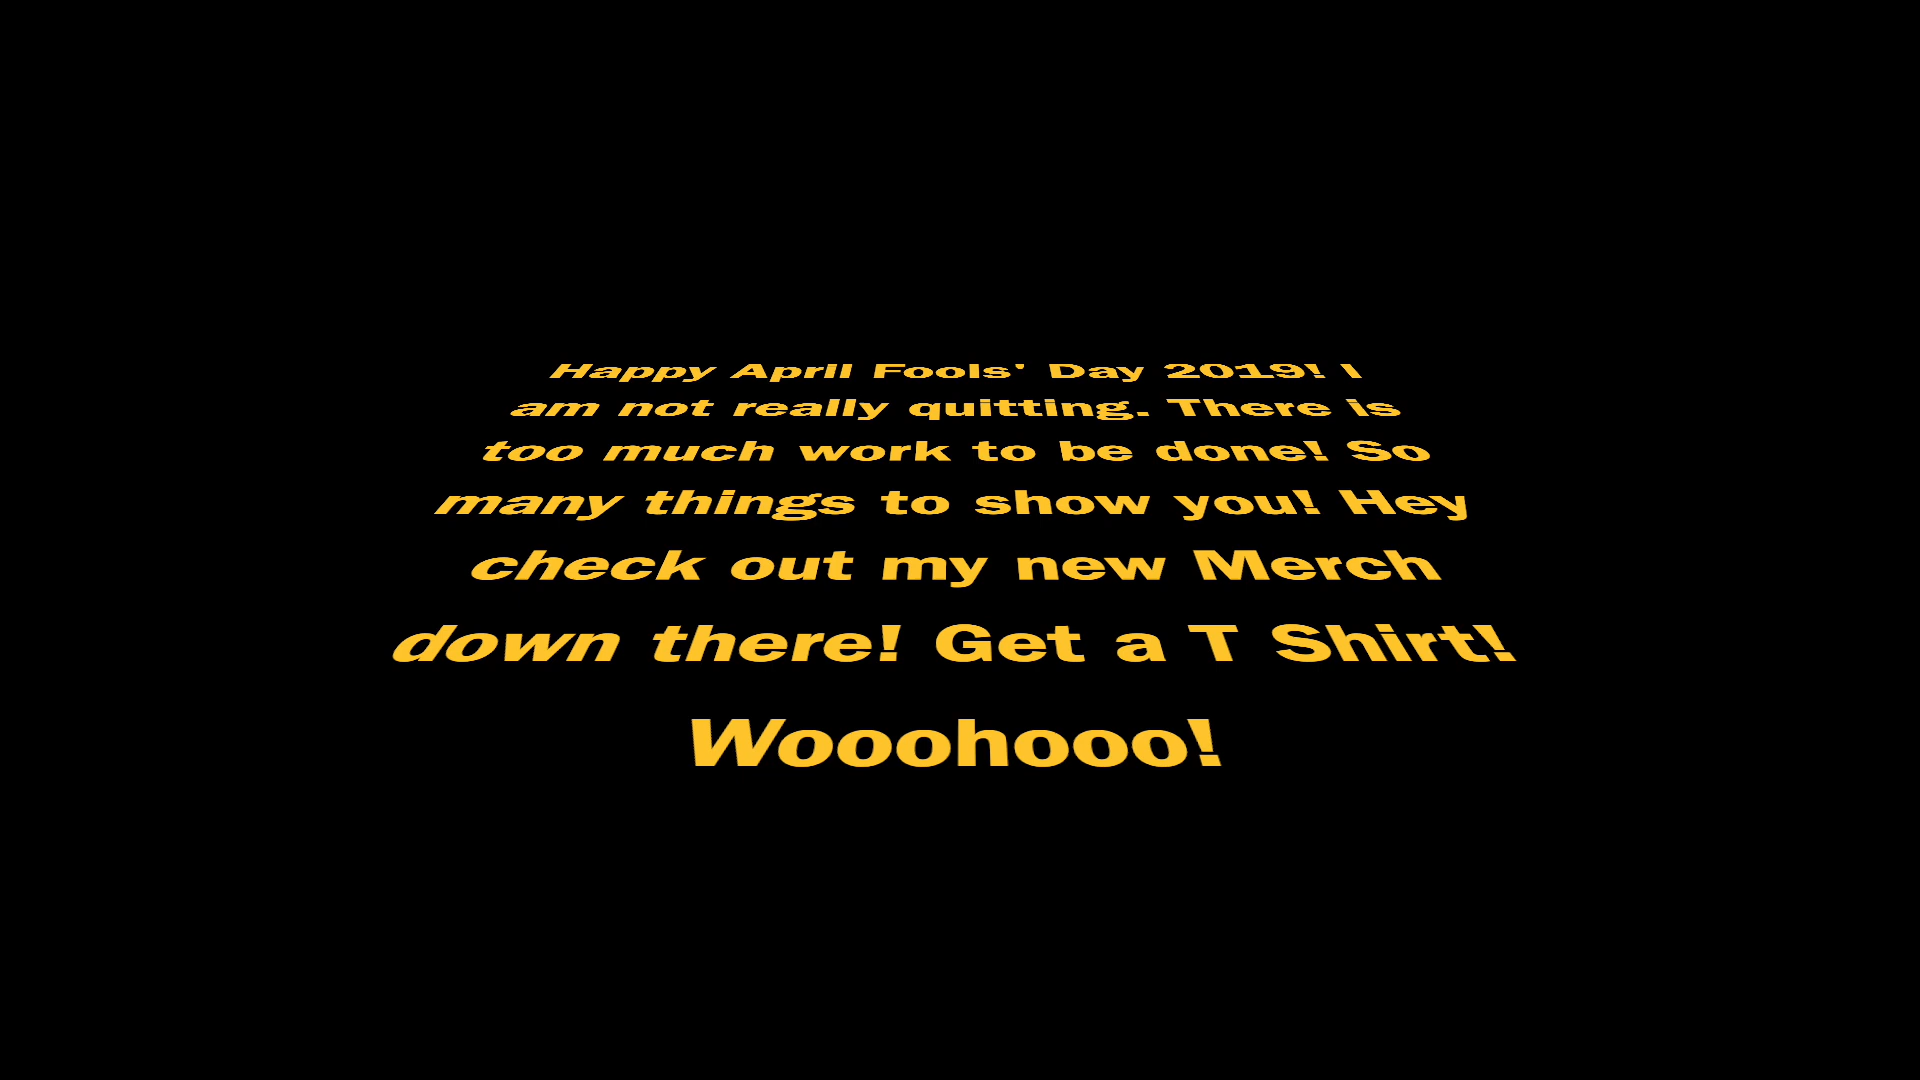 Happy April Fools' Day 2019! I
am not really quitting. There is
too much work to be done! So
many things to show you! Hey
check out my new Merch
down there! Get a T Shirt!
Wooohooo!